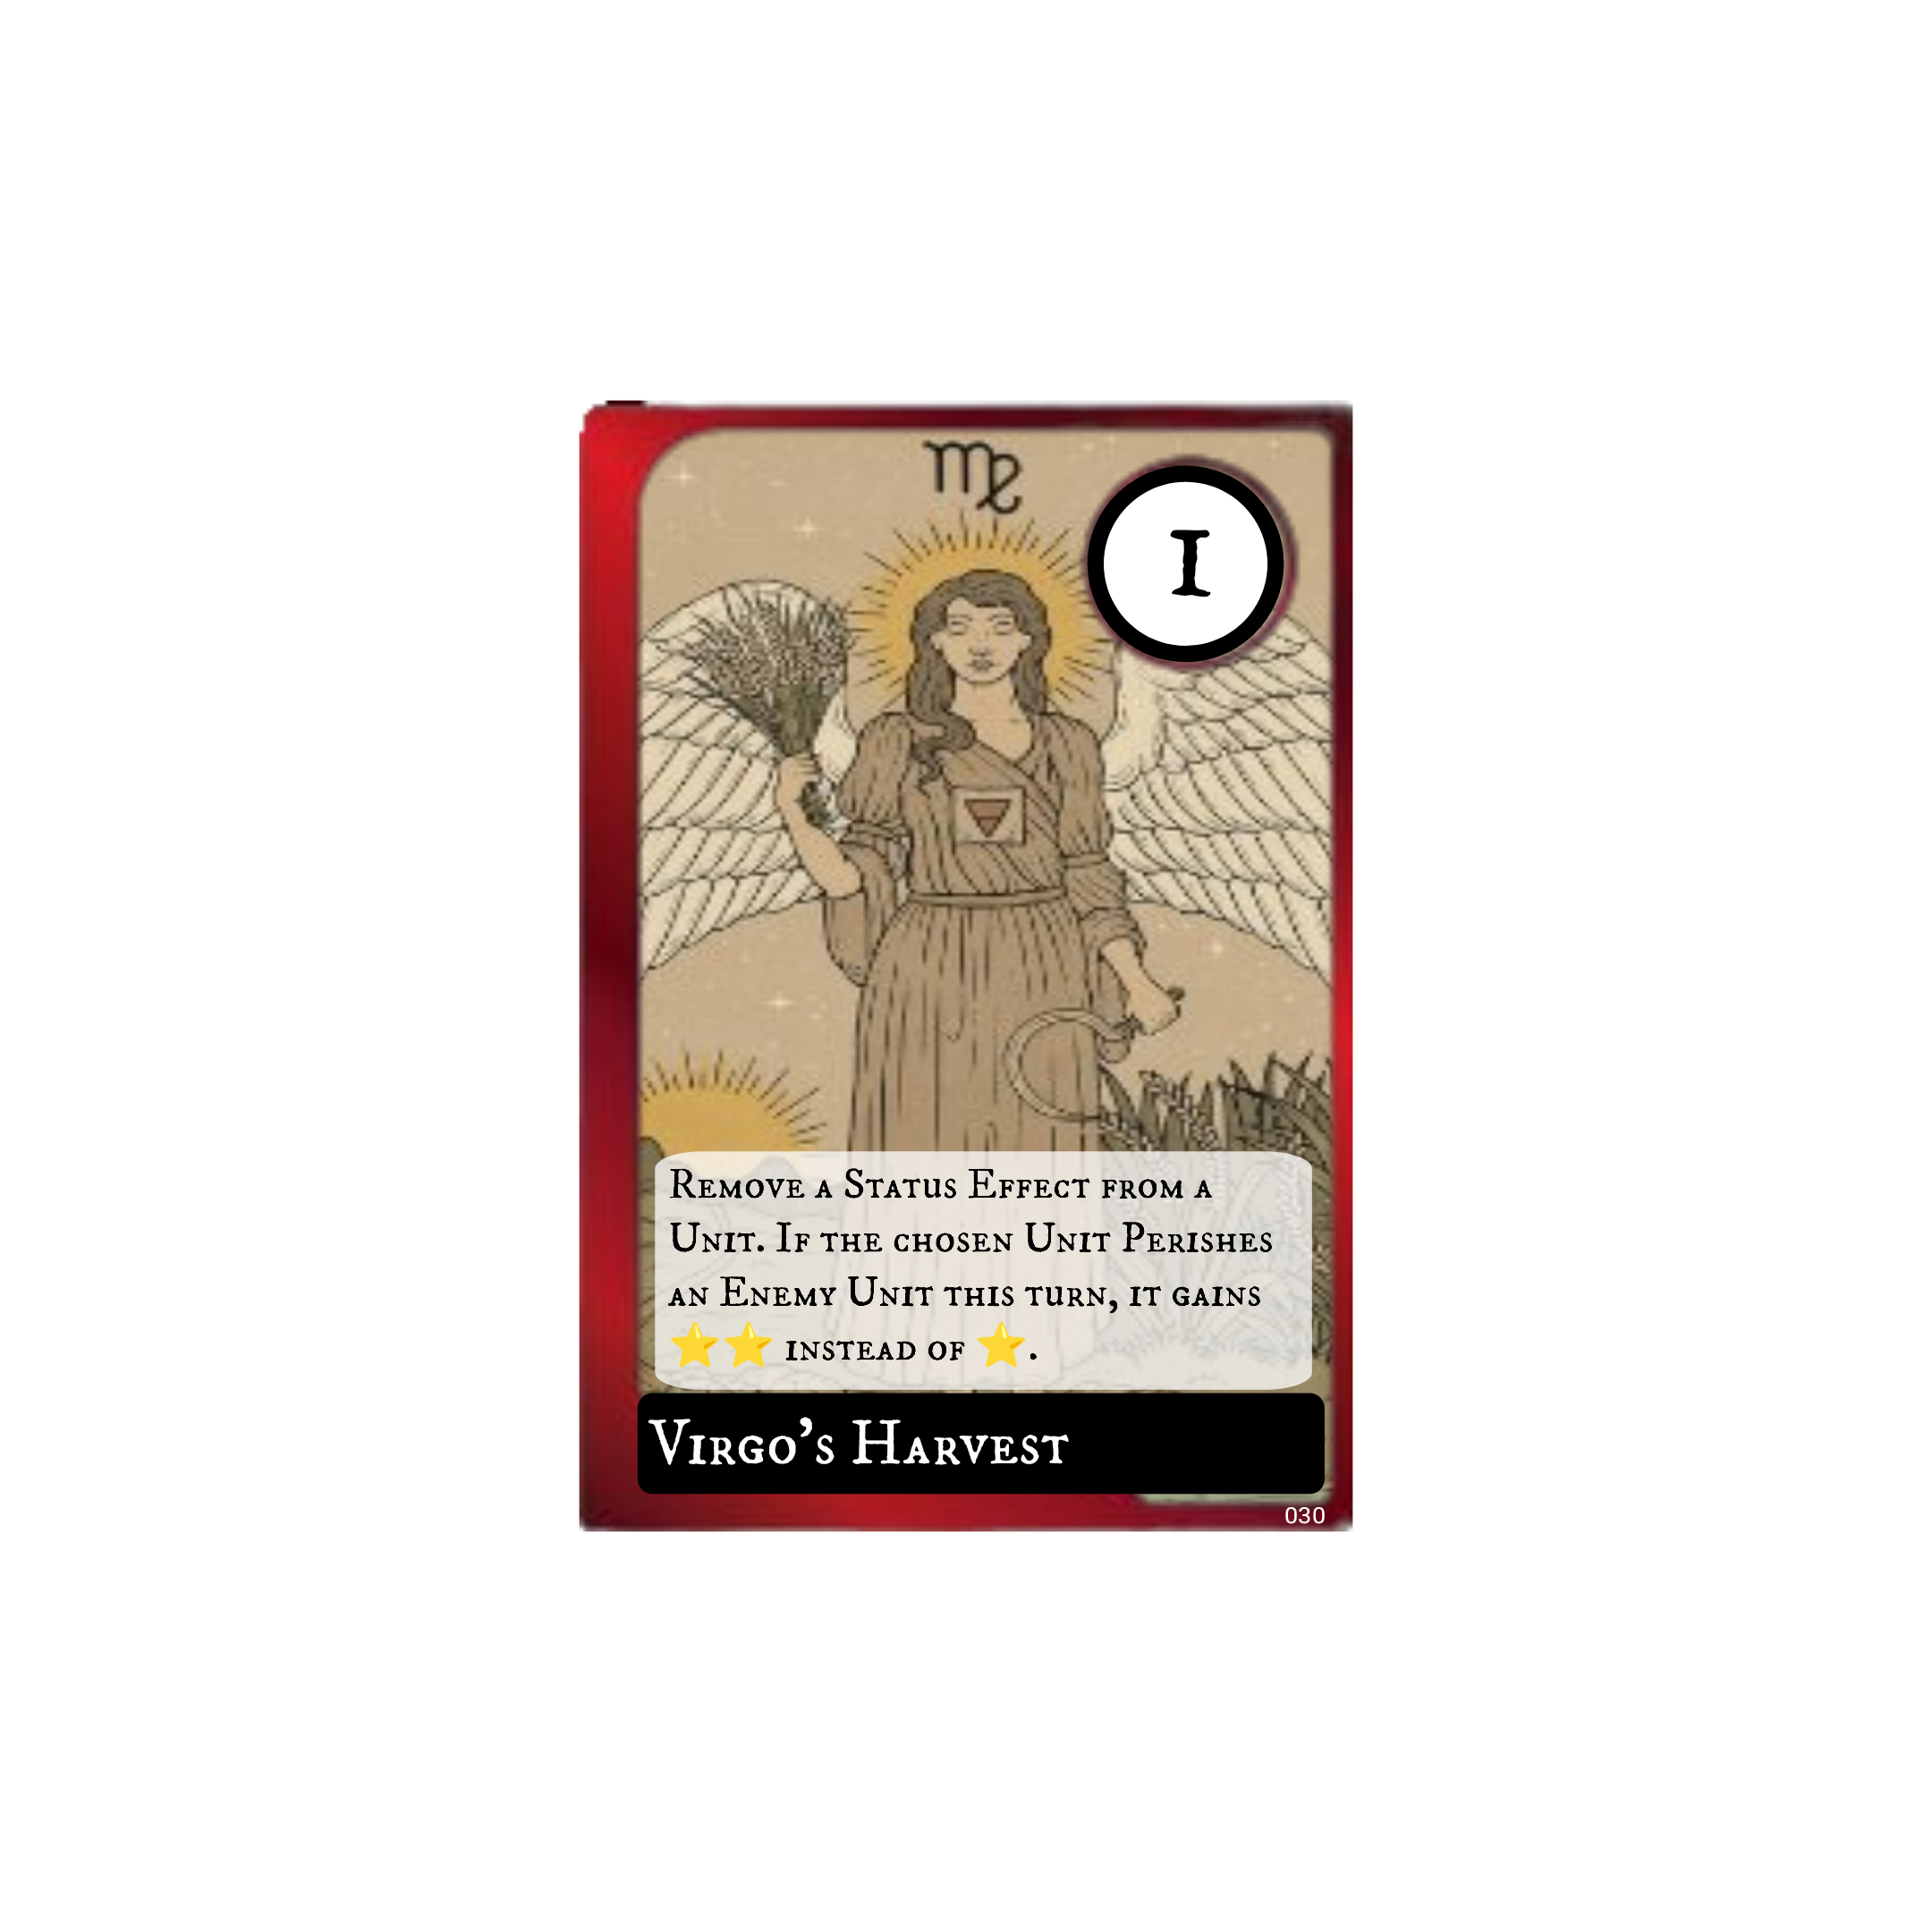 ♍
1
Remove a Status Effect from a
Unit. If the chosen Unit Perishes
an Enemy Unit this turn, it gains
⭐⭐ instead of ⭐.
Virgo's Harvest
030